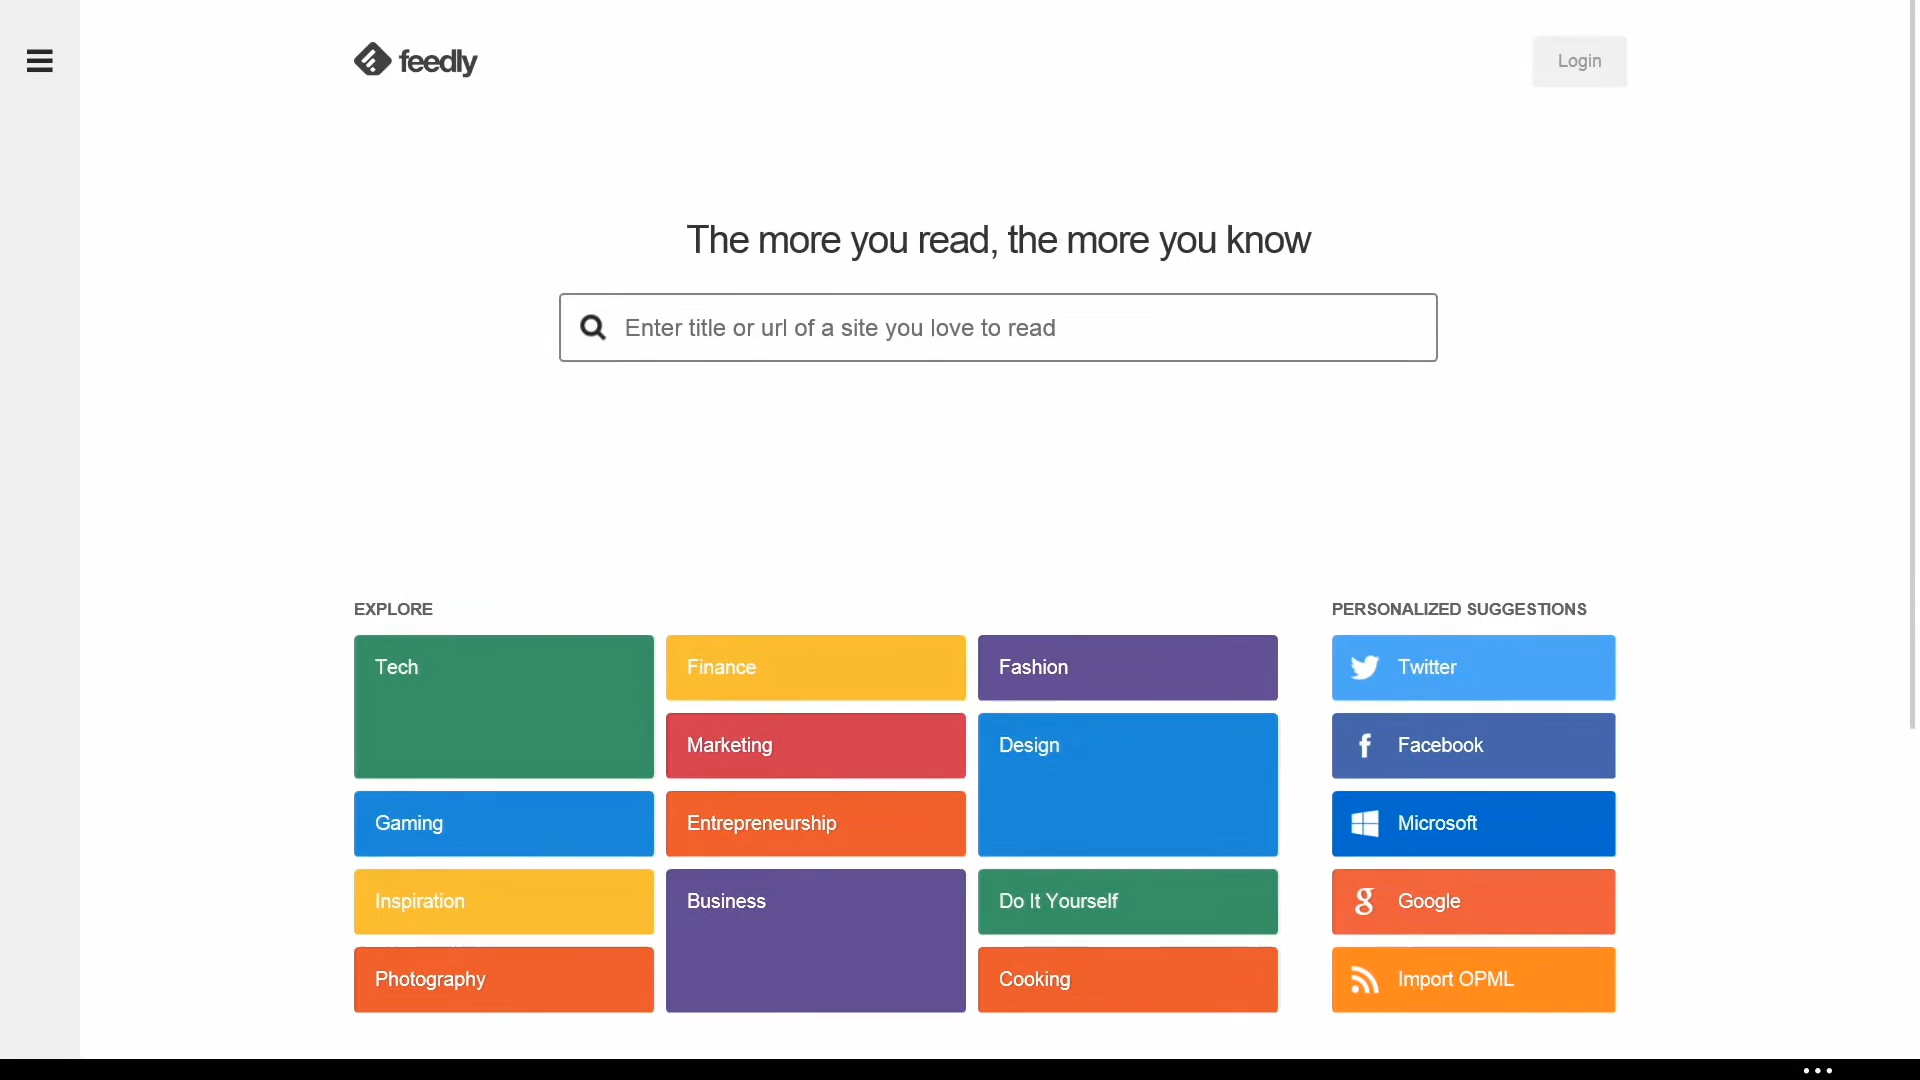 feedly
Login
The more you read, the more you know
Enter title or url of a site you love to read
EXPLORE
Tech
Gaming
Inspiration
Photography
Finance
Marketing
Entrepreneurship
Business
Fashion
Design
Do It Yourself
Cooking
PERSONALIZED SUGGESTIONS
Twitter
Facebook
Microsoft
Google
Import OPML